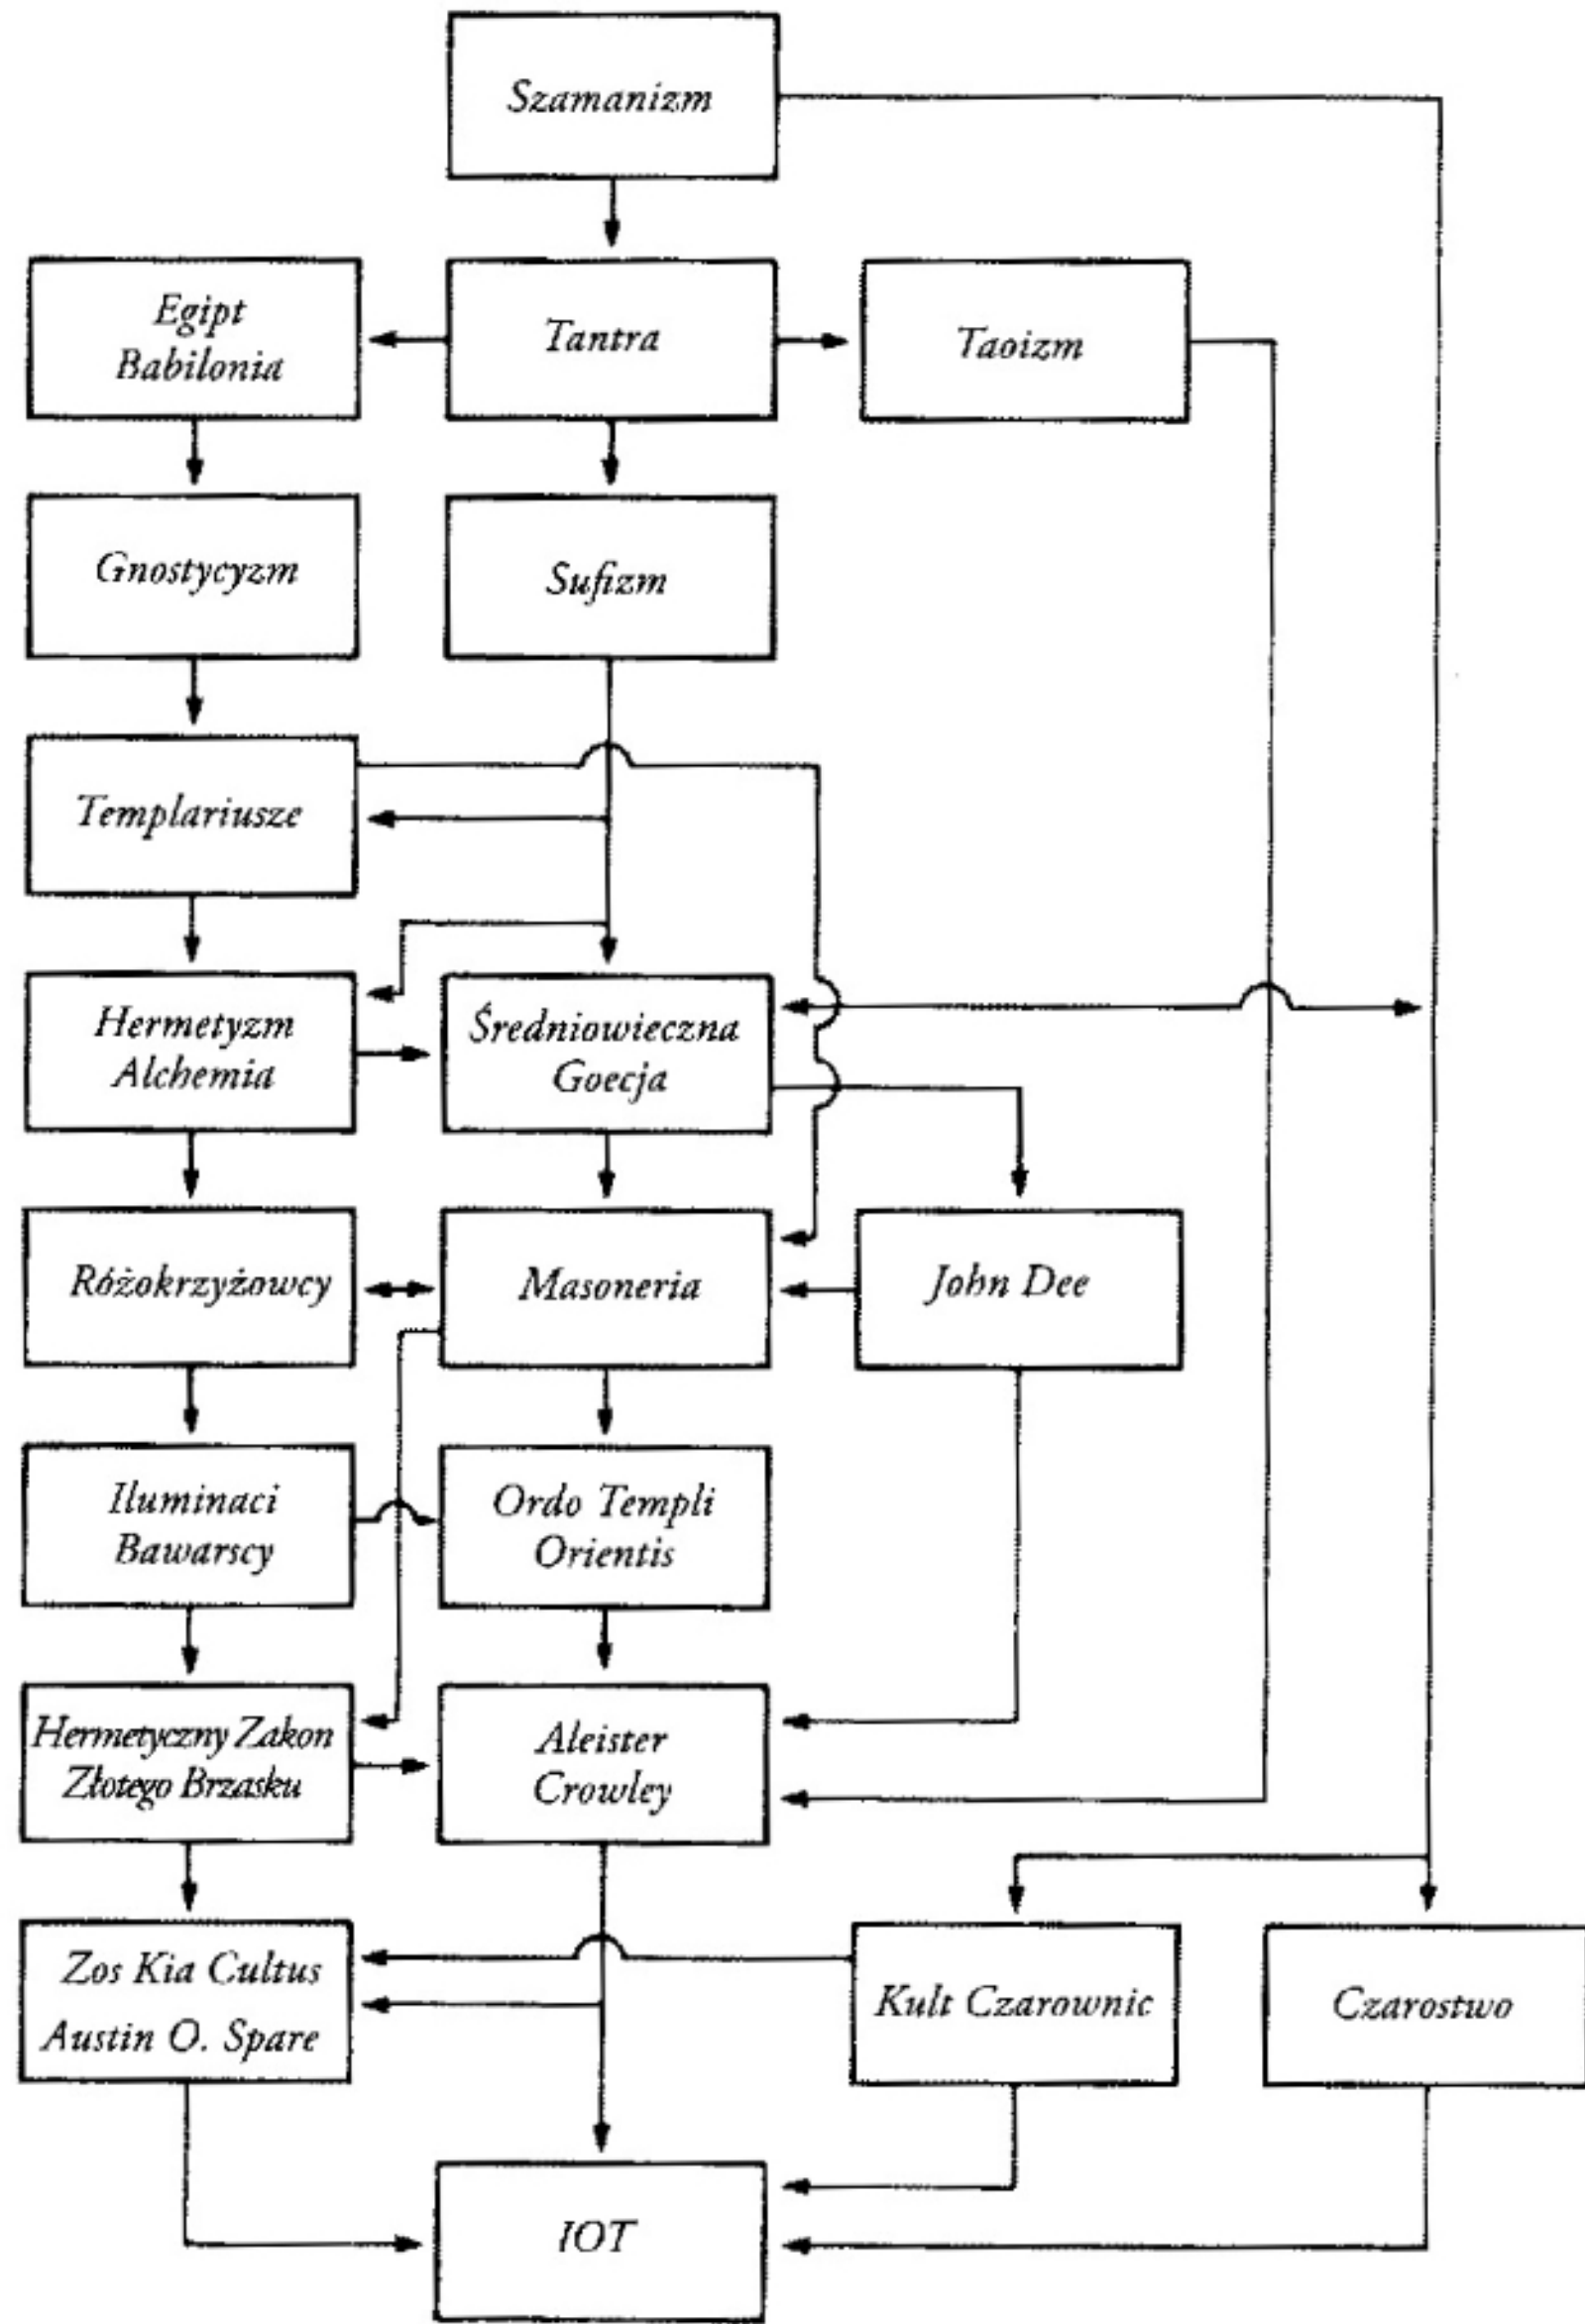 Szamanizm
Egipt
Babilonia
Tantra
Taoizm
Gnostycyzm
Sufizm
Templariusze
Hermetyzm
Alchemia
Średniowieczna
Goecja
Różokrzyżowcy
Masoneria
John Dee
Iluminaci
Bawarscy
Ordo Templi
Orientis
Hermetyczny Zakon
Złotego Brzasku
Aleister
Crowley
Zos Kia Cultus
Austin O. Spare
Kult Czarownic
Czarostwo
IOT